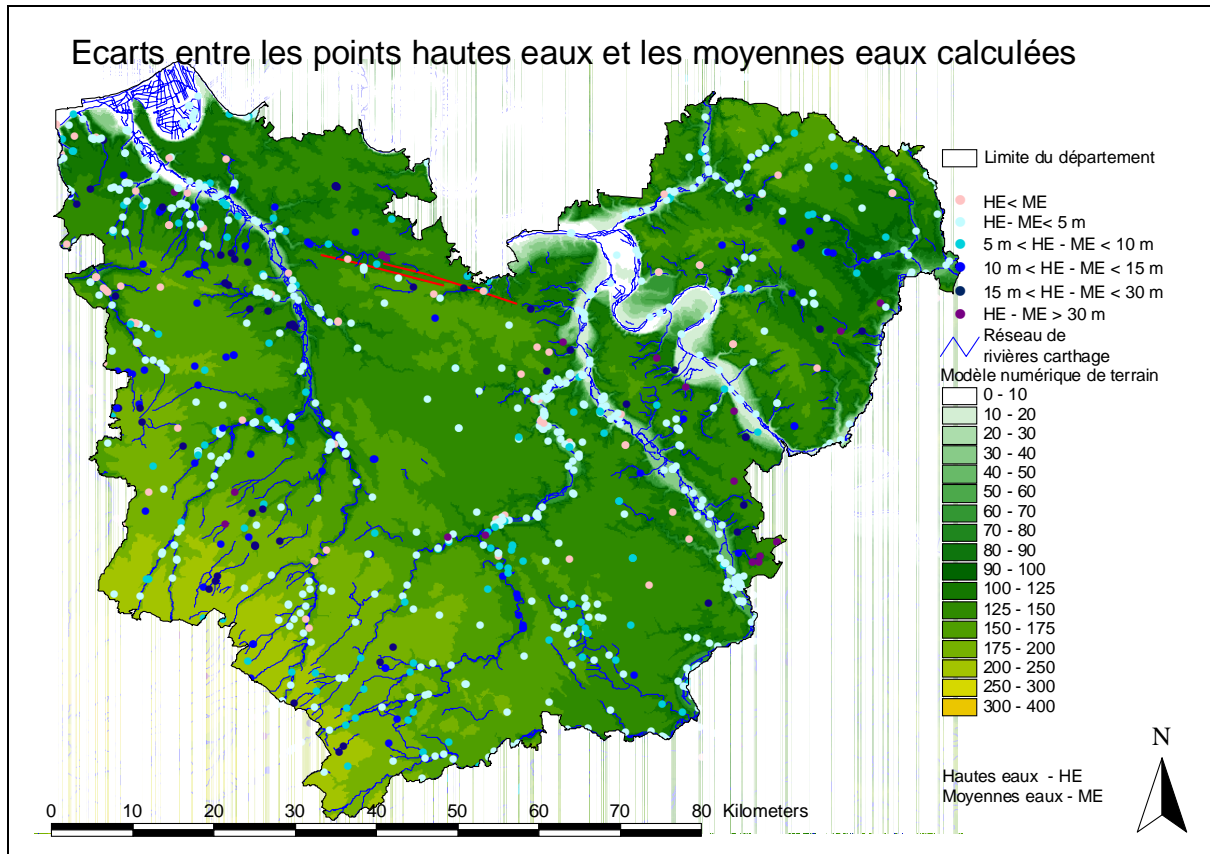 Ecarts entre les points hautes eaux et les moyennes eaux calculées
Limite du département
HE< ME
HE- ME< 5 m
5 m < HE - ME < 10 m
10 m < HE - ME < 15 m
15 m < HE - ME < 30 m
HE - ME > 30 m
Réseau de
rivières carthage
Modèle numérique de terrain
0 - 10
10 - 20
20 - 30
30 - 40
40 - 50
50 - 60
60 - 70
70 - 80
80 - 90
90 - 100
100 - 125
125 - 150
150 - 175
175 - 200
200 - 250
250 - 300
300 - 400
N
Hautes eaux - HE
Moyennes eaux - ME
0 10 20 30 40 50 60 70 80 Kilometers